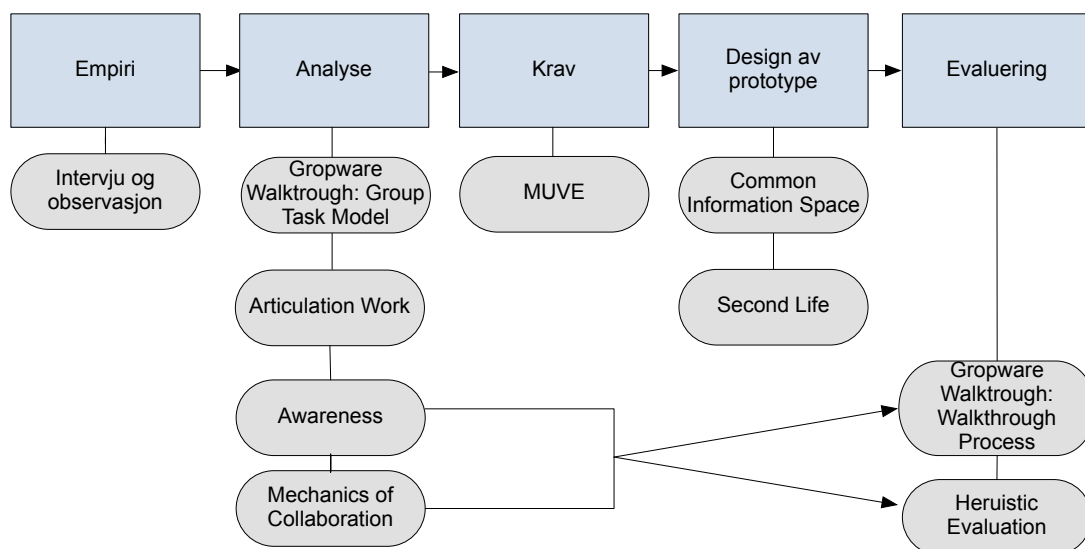 Empiri
Analyse
Krav
Design av
prototype
Evaluering
Intervju og
observasjon
Gropware
Walktrough: Group
Task Model
MUVE
Common
Information Space
Articulation Work
Second Life
Awareness
Mechanics of
Collaboration
Gropware
Walktrough:
Walkthrough
Process
Heruistic
Evaluation